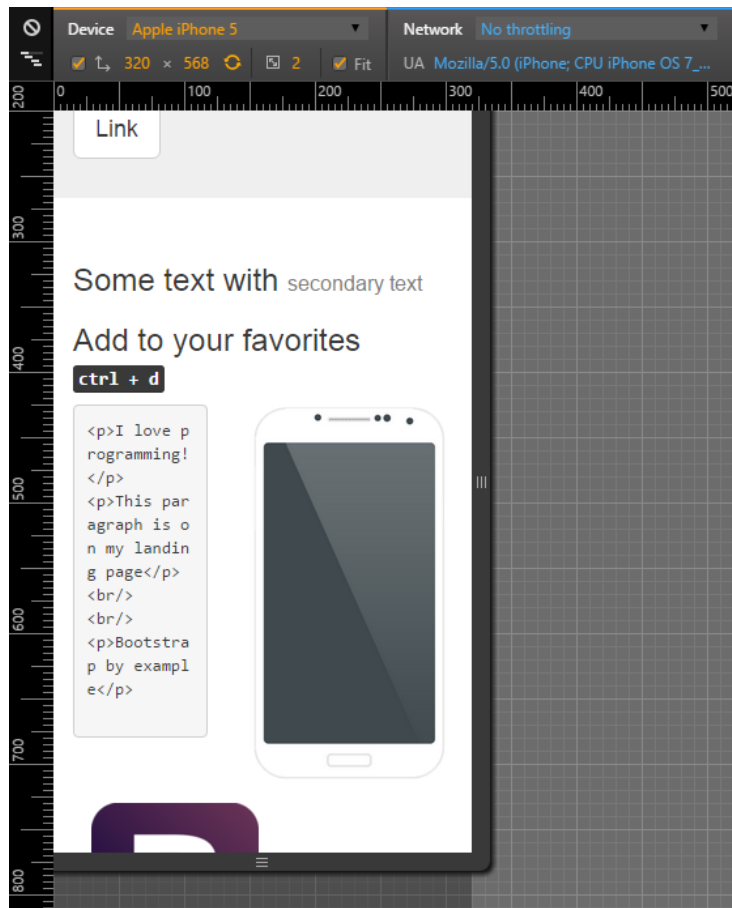 Device Apple iPhone 5 Network No throttling
320 × 568 2 Fit UA Mozilla/5.0 (iPhone; CPU iPhone OS 7_...
200 0 100 200 300 400 500
Link
300
Some text with secondary text
Add to your favorites
400
ctrl + d
<p>I love p
rogramming!
</p>
500
<p>This par
agraph is o
n my landin
g page</p>
<br/>
<br/>
600
<p>Bootstra
p by exampl
e</p>
700
800